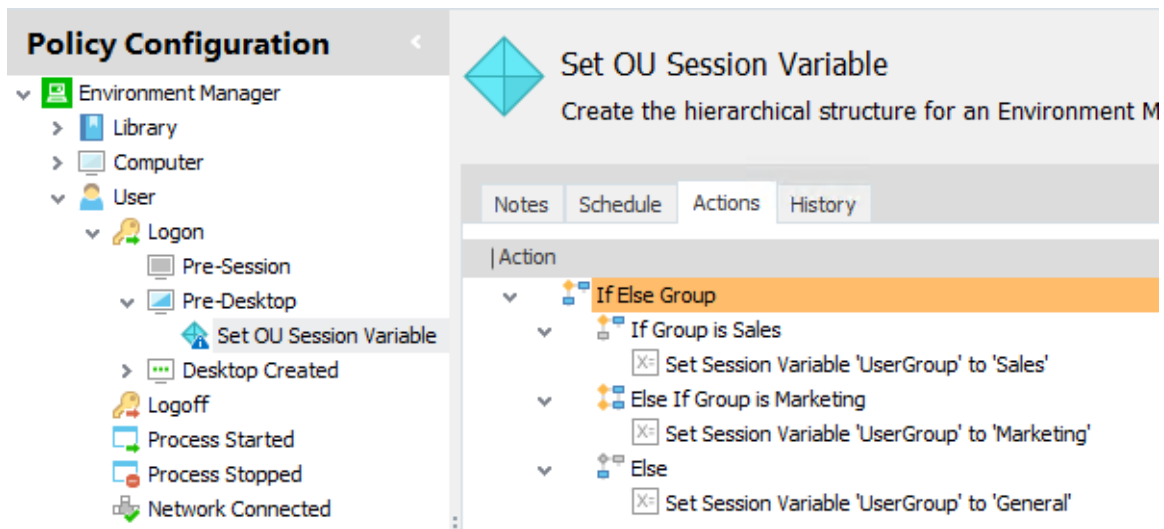 Policy Configuration
Environment Manager
Library
Computer
User
Logon
Pre-Session
Pre-Desktop
Set OU Session Variable
Desktop Created
Logoff
Process Started
Process Stopped
Network Connected
Set OU Session Variable
Create the hierarchical structure for an Environment M
Notes Schedule Actions History
Action
If Else Group
If Group is Sales
Set Session Variable 'UserGroup' to 'Sales'
Else If Group is Marketing
Set Session Variable 'UserGroup' to 'Marketing'
Else
Set Session Variable 'UserGroup' to 'General'